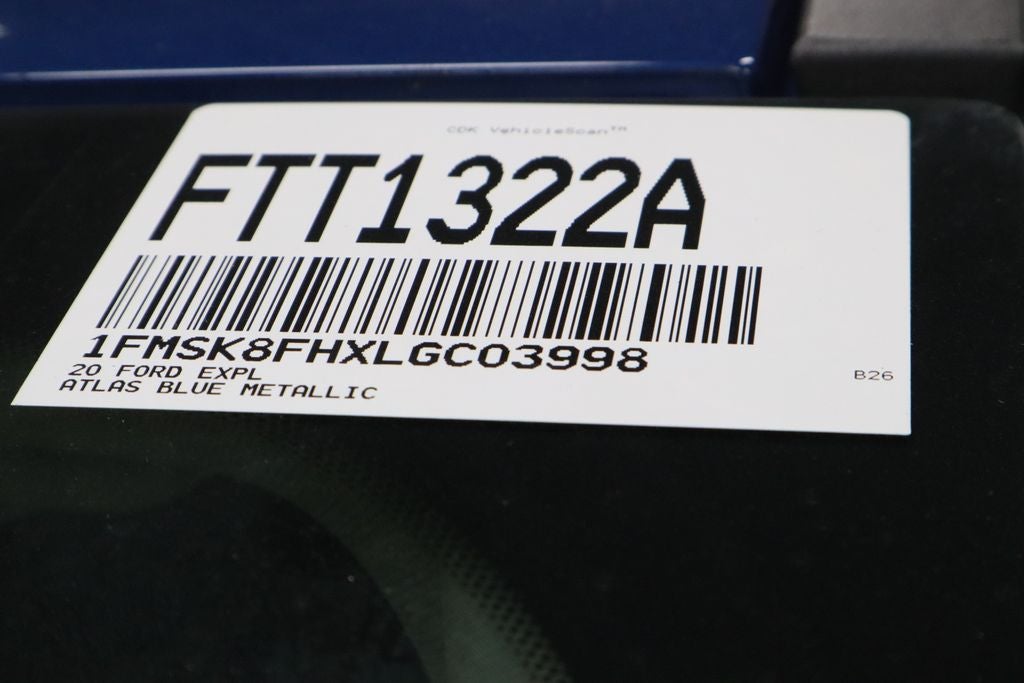 CDK VehicleScan™
FTT1322A
1FMSK8FHXLGC03998
20 FORD EXPL
ATLAS BLUE METALLIC
B26